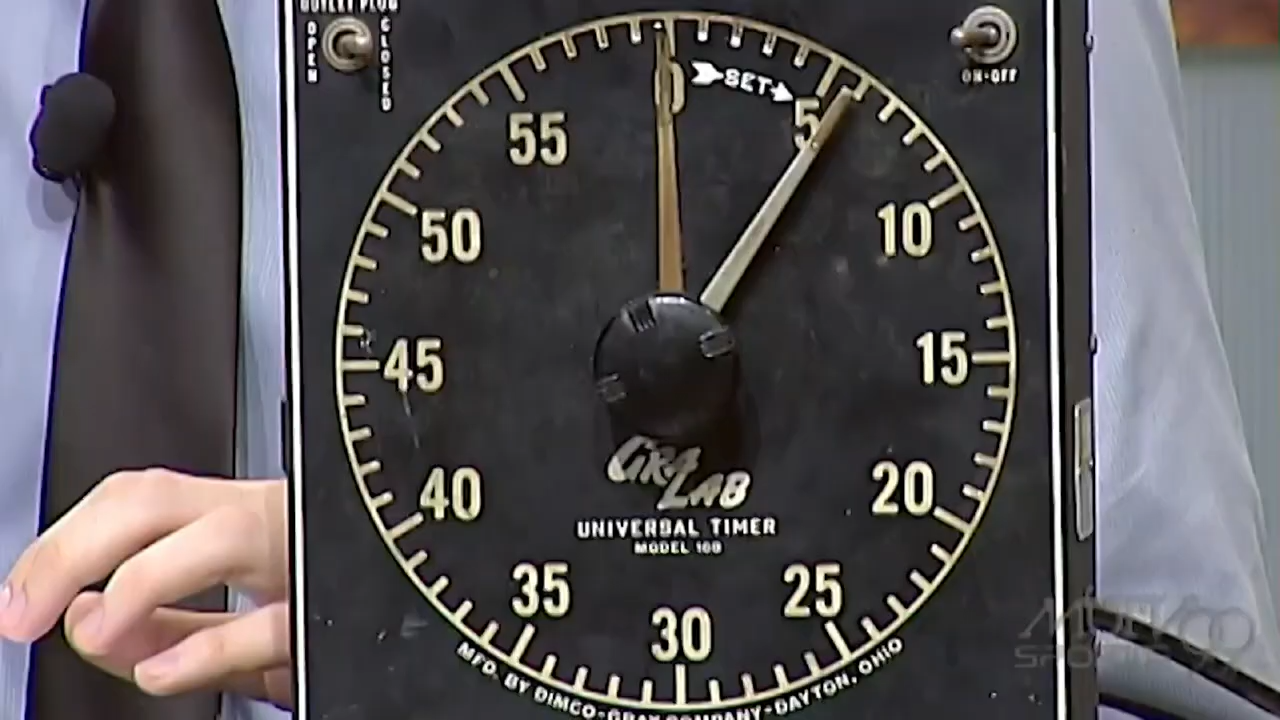 OUTLET PLUG
OPEN
CLOSED
ON-OFF
0
SET
5
55
10
50
15
45
20
40
25
35
30
GRA LAB
UNIVERSAL TIMER
MODEL 168
MFD. BY DIMCO-GRAY COMPANY-DAYTON, OHIO